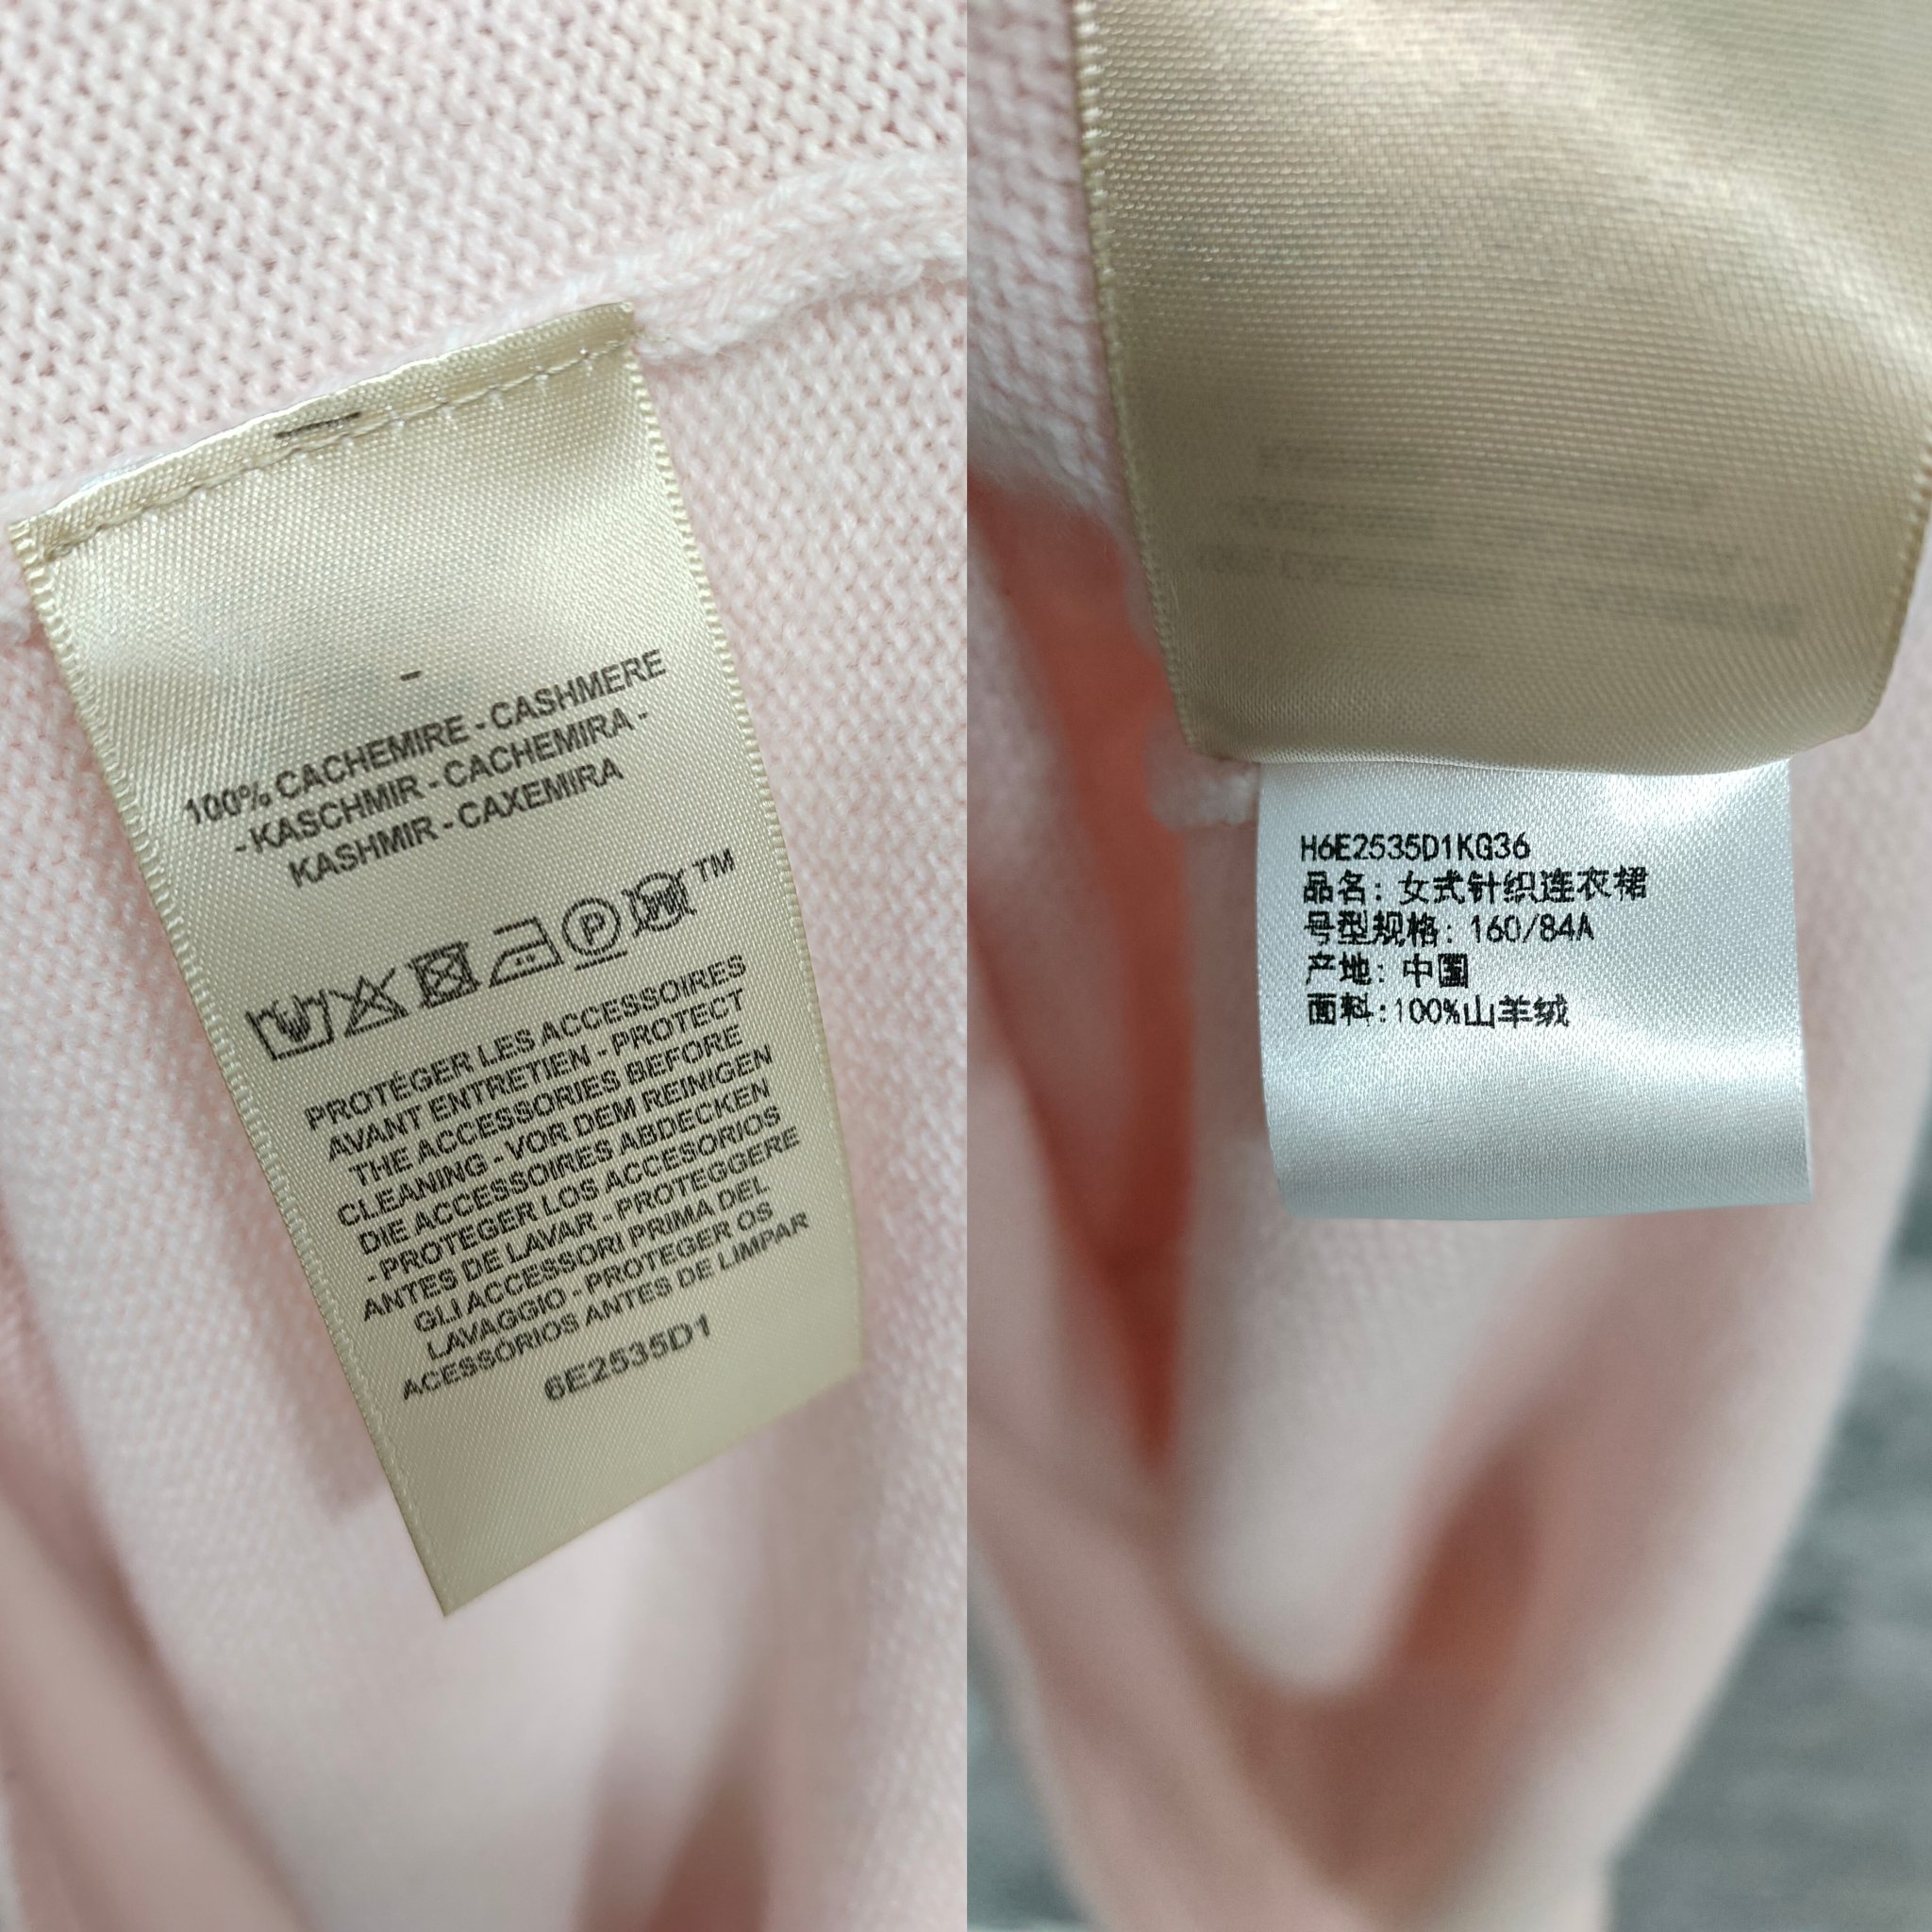 -
100% CACHEMIRE - CASHMERE
- KASCHMIR - CACHEMIRA -
KASHMIR - CAXEMIRA
P W TM
PROTÉGER LES ACCESSOIRES
AVANT ENTRETIEN - PROTECT
THE ACCESSORIES BEFORE
CLEANING - VOR DEM REINIGEN
DIE ACCESSOIRES ABDECKEN
- PROTEGER LOS ACCESORIOS
ANTES DE LAVAR - PROTEGGERE
GLI ACCESSORI PRIMA DEL
LAVAGGIO - PROTEGER OS
ACESSÓRIOS ANTES DE LIMPAR
6E2535D1
H6E2535D1KG36
品名: 女式针织连衣裙
号型规格: 160/84A
产地: 中国
面料:100%山羊绒